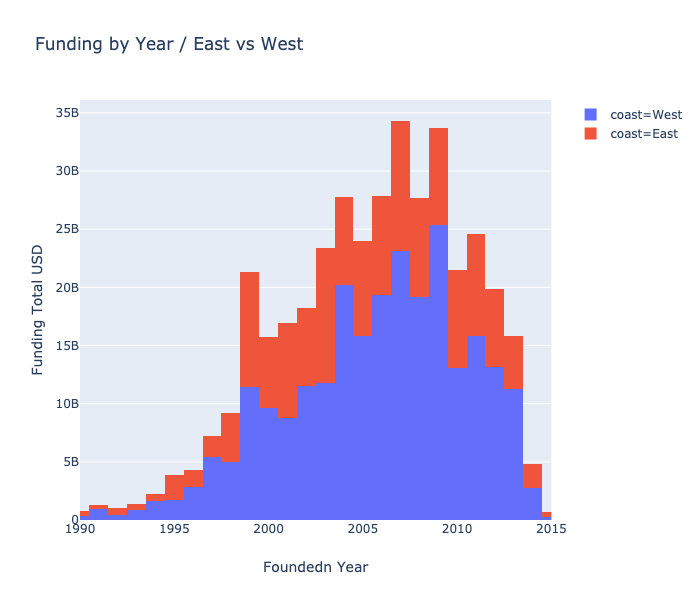 Funding by Year / East vs West
coast=West
coast=East
35B
30B
25B
20B
15B
10B
5B
0
Funding Total USD
1990 1995 2000 2005 2010 2015
Foundedn Year